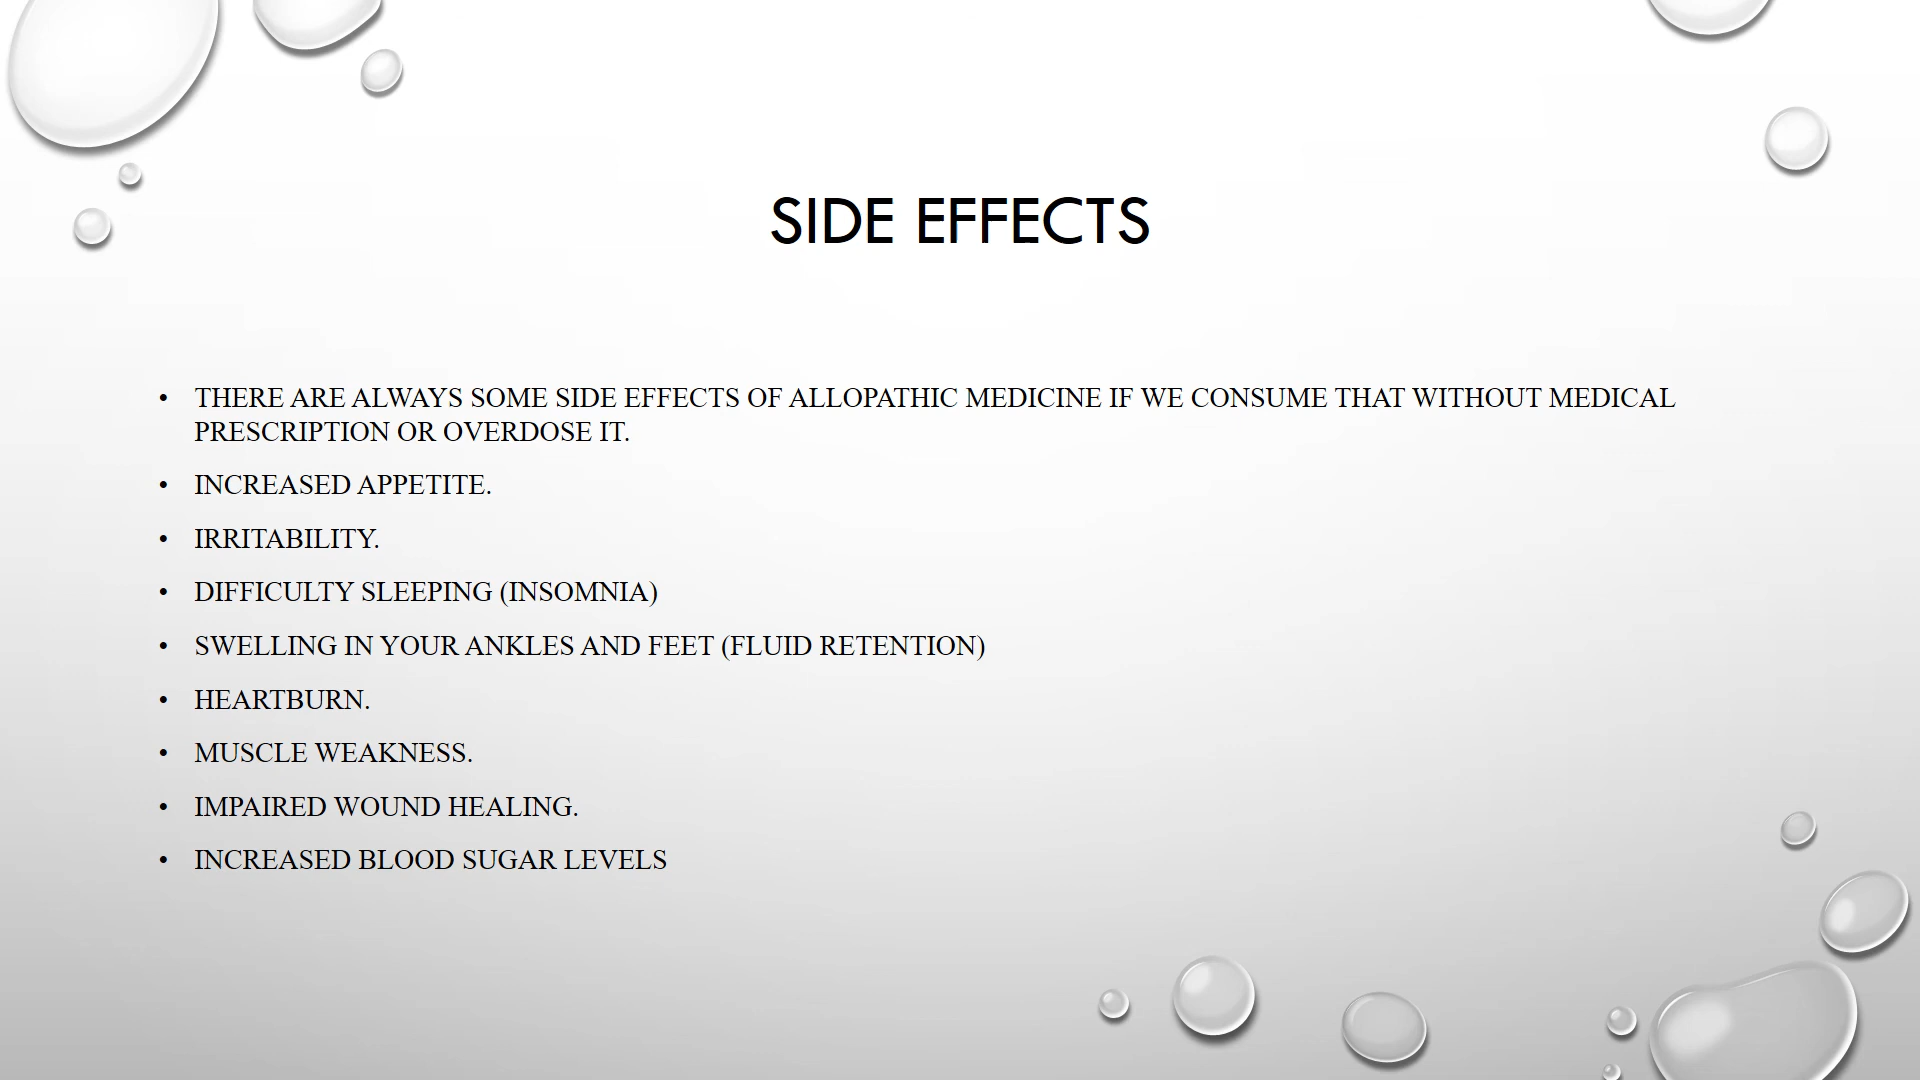 SIDE EFFECTS
• THERE ARE ALWAYS SOME SIDE EFFECTS OF ALLOPATHIC MEDICINE IF WE CONSUME THAT WITHOUT MEDICAL
PRESCRIPTION OR OVERDOSE IT.
• INCREASED APPETITE.
• IRRITABILITY.
• DIFFICULTY SLEEPING (INSOMNIA)
• SWELLING IN YOUR ANKLES AND FEET (FLUID RETENTION)
• HEARTBURN.
• MUSCLE WEAKNESS.
• IMPAIRED WOUND HEALING.
• INCREASED BLOOD SUGAR LEVELS